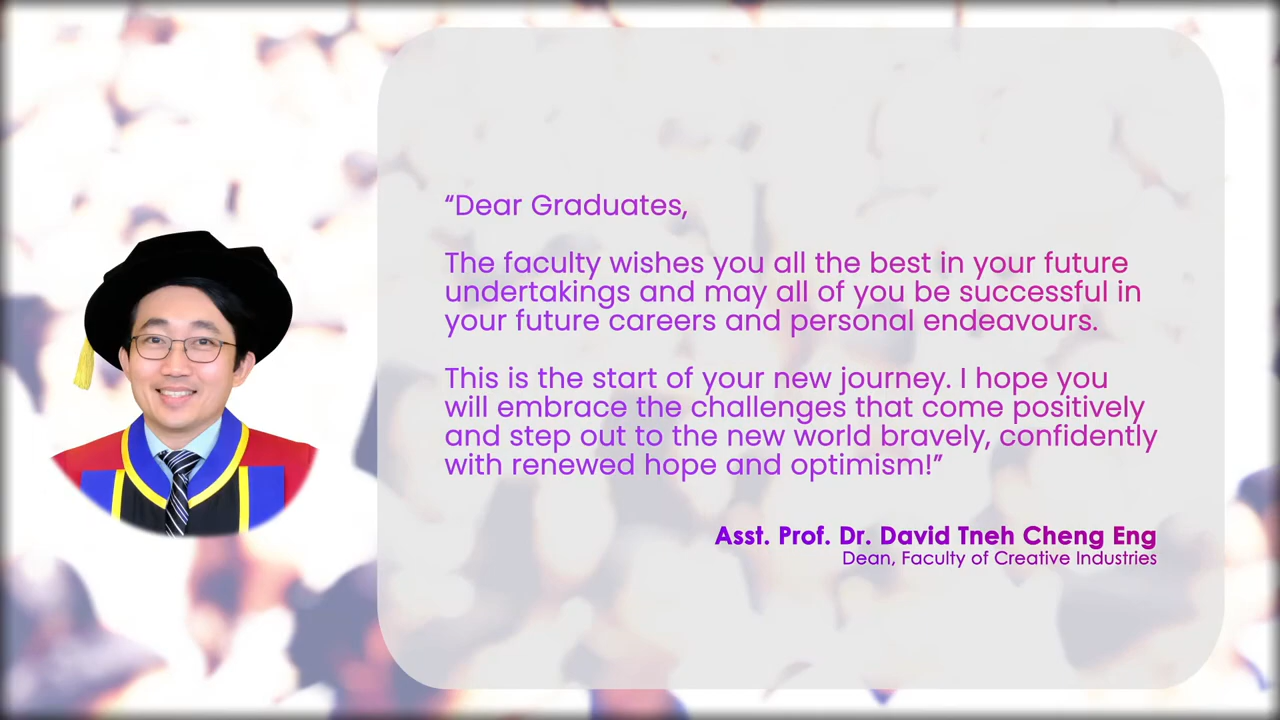 “Dear Graduates,
The faculty wishes you all the best in your future
undertakings and may all of you be successful in
your future careers and personal endeavours.
This is the start of your new journey. I hope you
will embrace the challenges that come positively
and step out to the new world bravely, confidently
with renewed hope and optimism!”
Asst. Prof. Dr. David Tneh Cheng Eng
Dean, Faculty of Creative Industries